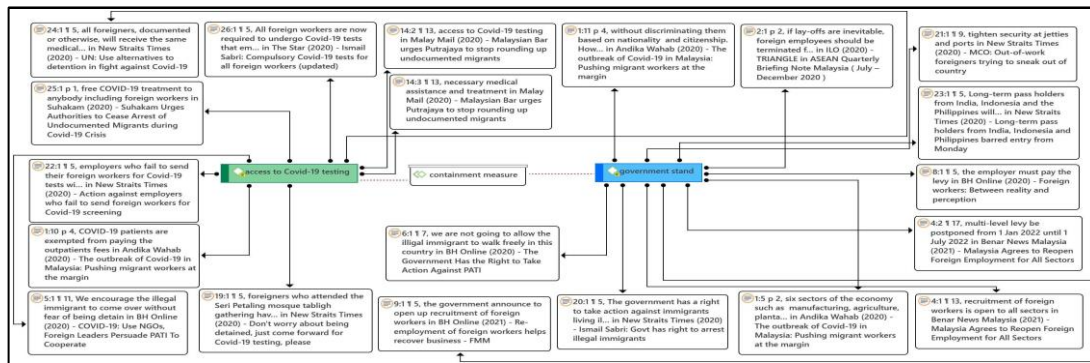 24:1 ¶ 5, all foreigners, documented
or otherwise, will receive the same
medical... in New Straits Times
(2020) - UN: Use alternatives to
detention in fight against Covid-19
26:1 ¶ 5, All foreign workers are now
required to undergo Covid-19 tests
that em... in The Star (2020) - Ismail
Sabri: Compulsory Covid-19 tests for
all foreign workers (updated)
14:2 ¶ 13, access to Covid-19 testing
in Malay Mail (2020) - Malaysian Bar
urges Putrajaya to stop rounding up
undocumented migrants
1:11 p 4, without discriminating them
based on nationality and citizenship.
How... in Andika Wahab (2020) - The
outbreak of Covid-19 in Malaysia:
Pushing migrant workers at the
margin
2:1 p 2, if lay-offs are inevitable,
foreign employees should be
terminated f... in ILO (2020) -
TRIANGLE in ASEAN Quarterly
Briefing Note Malaysia ( July –
December 2020 )
21:1 ¶ 9, tighten security at jetties
and ports in New Straits Times
(2020) - MCO: Out-of-work
foreigners trying to sneak out of
country
14:3 ¶ 13, necessary medical
assistance and treatment in Malay
Mail (2020) - Malaysian Bar urges
Putrajaya to stop rounding up
undocumented migrants
25:1 p 1, free COVID-19 treatment to
anybody including foreign workers in
Suhakam (2020) - Suhakam Urges
Authorities to Cease Arrest of
Undocumented Migrants during
Covid-19 Crisis
23:1 ¶ 5, Long-term pass holders
from India, Indonesia and the
Philippines will... in New Straits
Times (2020) - Long-term pass
holders from India, Indonesia and
Philippines barred entry from
Monday
22:1 ¶ 5, employers who fail to send
their foreign workers for Covid-19
tests wi... in New Straits Times
(2020) - Action against employers
who fail to send foreign workers for
Covid-19 screening
access to Covid-19 testing
containment measure
government stand
8:1 ¶ 5, the employer must pay the
levy in BH Online (2020) - Foreign
workers: Between reality and
perception
1:10 p 4, COVID-19 patients are
exempted from paying the
outpatients fees in Andika Wahab
(2020) - The outbreak of Covid-19 in
Malaysia: Pushing migrant workers at
the margin
6:1 ¶ 7, we are not going to allow the
illigal immigrant to walk freely in this
country in BH Online (2020) - The
Government Has the Right to Take
Action Against PATI
4:2 ¶ 17, multi-level levy be
postponed from 1 Jan 2022 until 1
July 2022 in Benar News Malaysia
(2021) - Malaysia Agrees to Reopen
Foreign Employment for All Sectors
5:1 ¶ 11, We encourage the illegal
immigrant to come over without
fear of being detain in BH Online
(2020) - COVID-19: Use NGOs,
Foreign Leaders Persuade PATI To
Cooperate
19:1 ¶ 5, foreigners who attended the
Seri Petaling mosque tabligh
gathering hav... in New Straits Times
(2020) - Don't worry about being
detained, just come forward for
Covid-19 testing, please
9:1 ¶ 5, the government announce to
open up recruitment of foreign
workers in BH Online (2021) - Re-
employment of foreign workers helps
recover business - FMM
20:1 ¶ 5, The government has a right
to take action against immigrants
living il... in New Straits Times (2020)
- Ismail Sabri: Govt has right to arrest
illegal immigrants
1:5 p 2, six sectors of the economy
such as manufacturing, agriculture,
planta... in Andika Wahab (2020) -
The outbreak of Covid-19 in
Malaysia: Pushing migrant workers at
the margin
4:1 ¶ 13, recruitment of foreign
workers is open to all sectors in
Benar News Malaysia (2021) -
Malaysia Agrees to Reopen Foreign
Employment for All Sectors